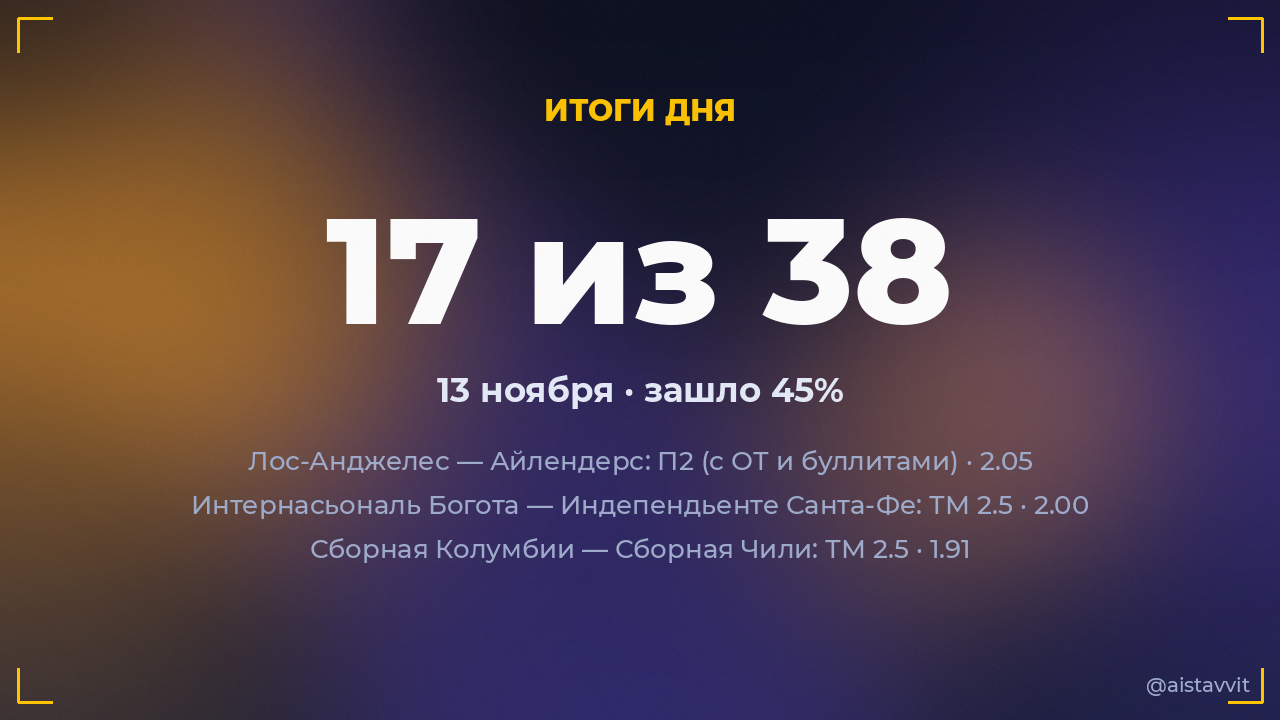 ИТОГИ ДНЯ
17 из 38
13 ноября · зашло 45%
Лос-Анджелес — Айлендерс: П2 (с ОТ и буллитами) · 2.05
Интернасьональ Богота — Индепендьенте Санта-Фе: ТМ 2.5 · 2.00
Сборная Колумбии — Сборная Чили: ТМ 2.5 · 1.91
@aistavvit